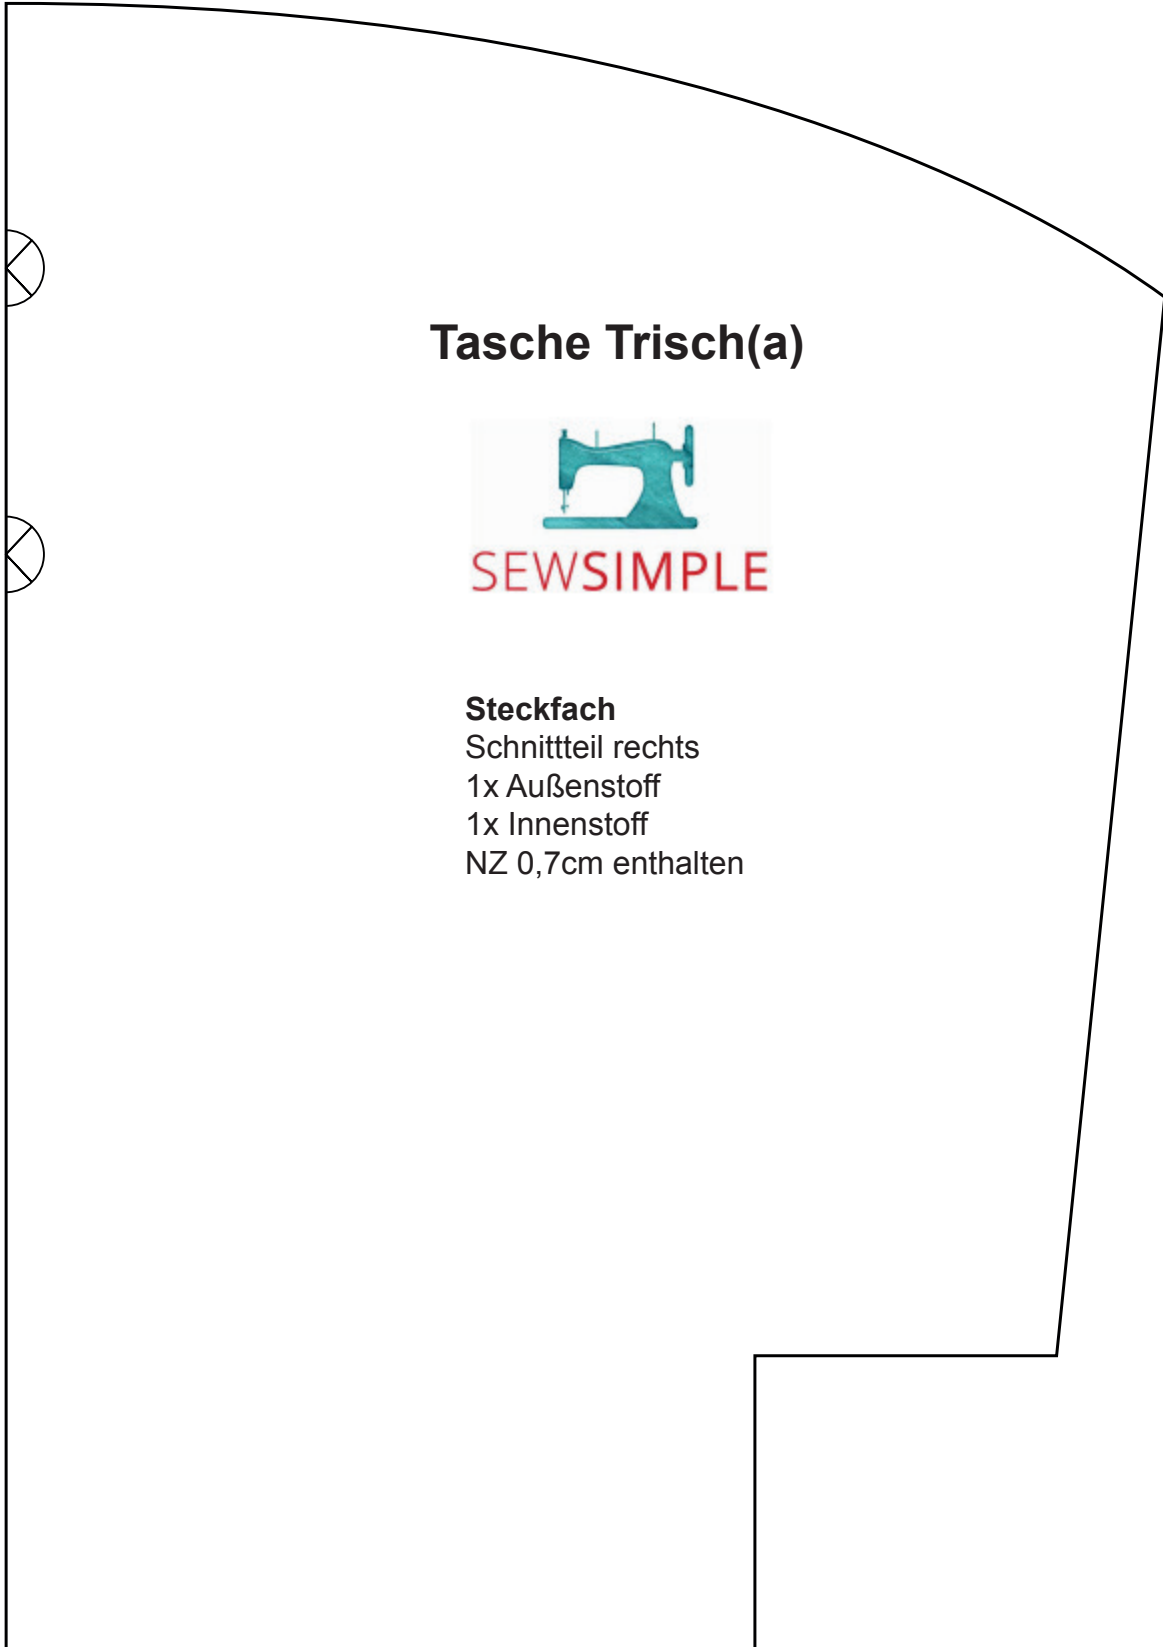 Tasche Trisch(a)
SEWSIMPLE
Steckfach
Schnittteil rechts
1x Außenstoff
1x Innenstoff
NZ 0,7cm enthalten